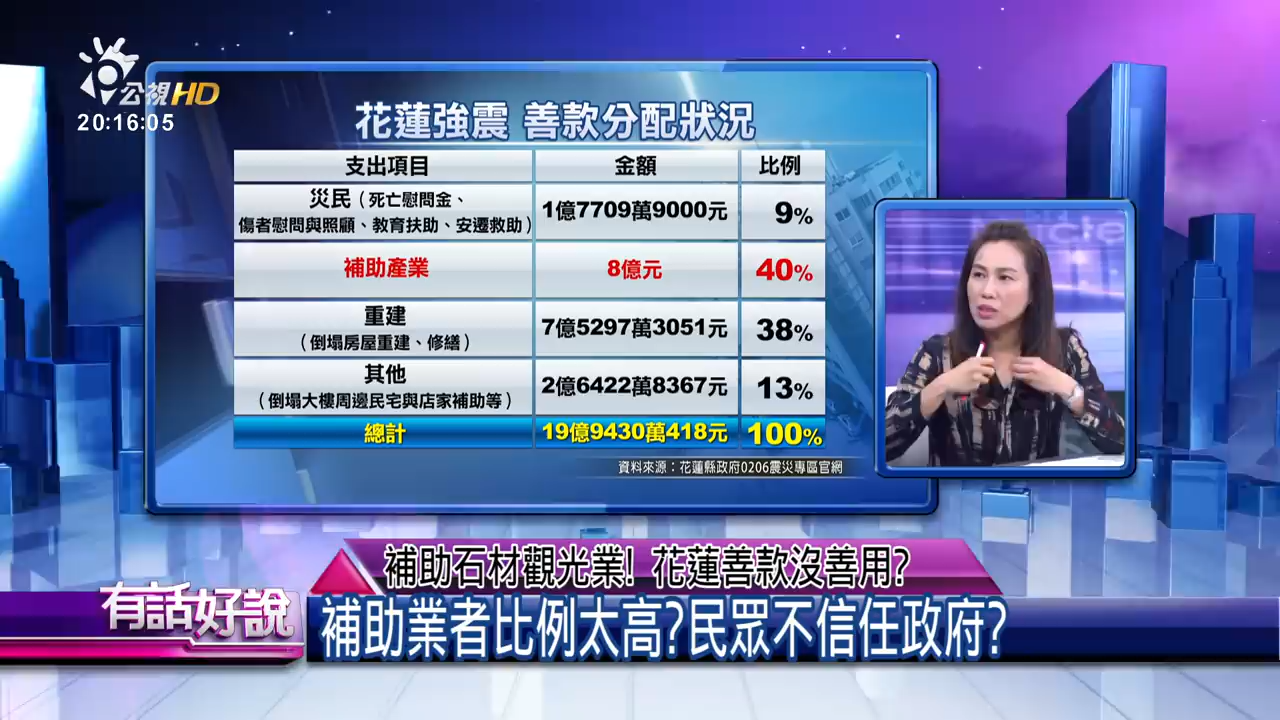 公視HD
20:16:05
花蓮強震 善款分配狀況
支出項目 金額 比例
災民（死亡慰問金、
傷者慰問與照顧、教育扶助、安遷救助） 1億7709萬9000元 9%
補助產業 8億元 40%
重建
（倒塌房屋重建、修繕） 7億5297萬3051元 38%
其他
（倒塌大樓周邊民宅與店家補助等） 2億6422萬8367元 13%
總計 19億9430萬418元 100%
資料來源：花蓮縣政府0206震災專區官網
補助石材觀光業! 花蓮善款沒善用?
有話好說
補助業者比例太高?民眾不信任政府?